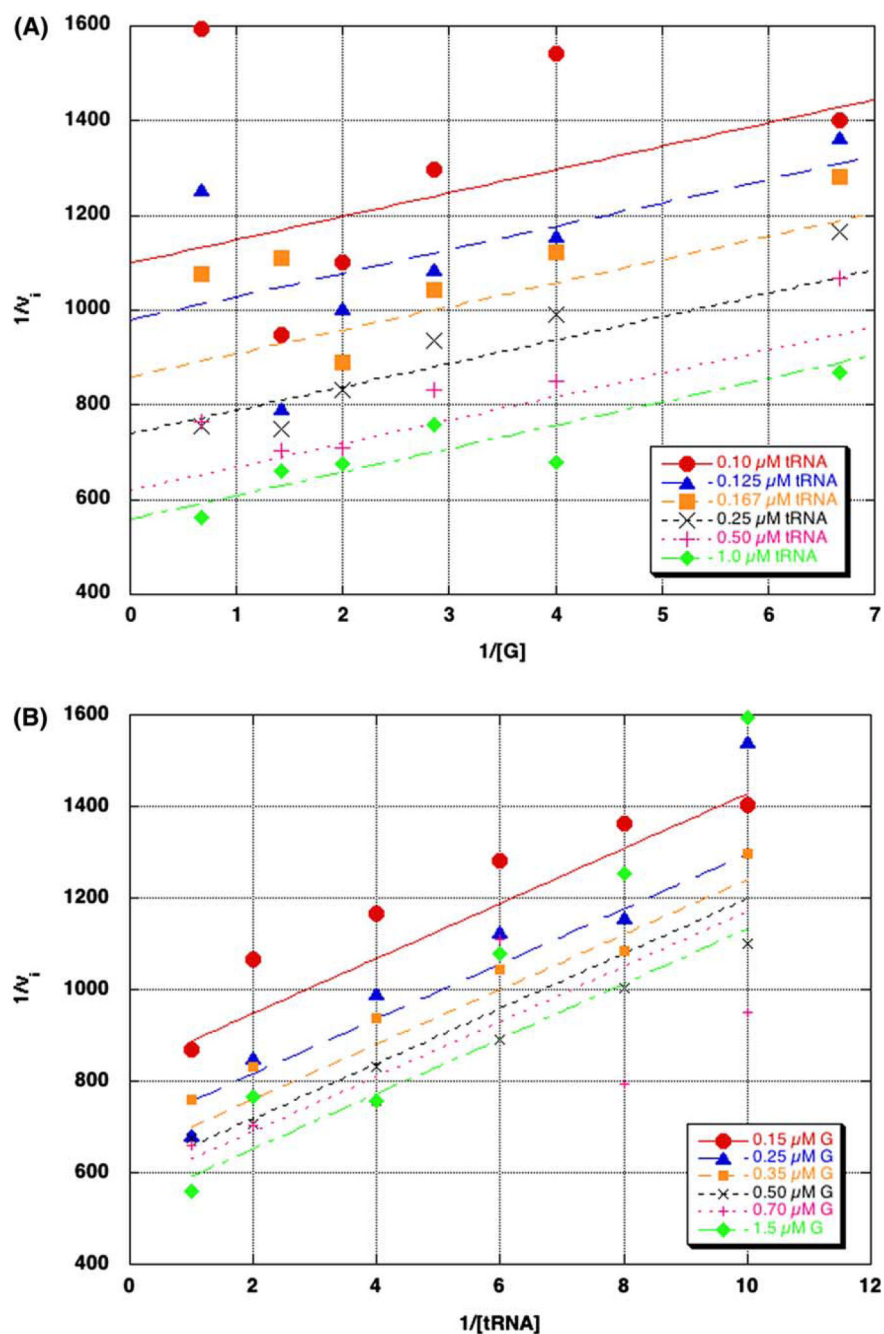 (A)
1600
1400
1200
1000
800
600
400
1/vi
0 1 2 3 4 5 6 7
1/[G]
0.10 µM tRNA
0.125 µM tRNA
0.167 µM tRNA
0.25 µM tRNA
0.50 µM tRNA
1.0 µM tRNA
(B)
1600
1400
1200
1000
800
600
400
1/vi
0 2 4 6 8 10 12
1/[tRNA]
0.15 µM G
0.25 µM G
0.35 µM G
0.50 µM G
0.70 µM G
1.5 µM G